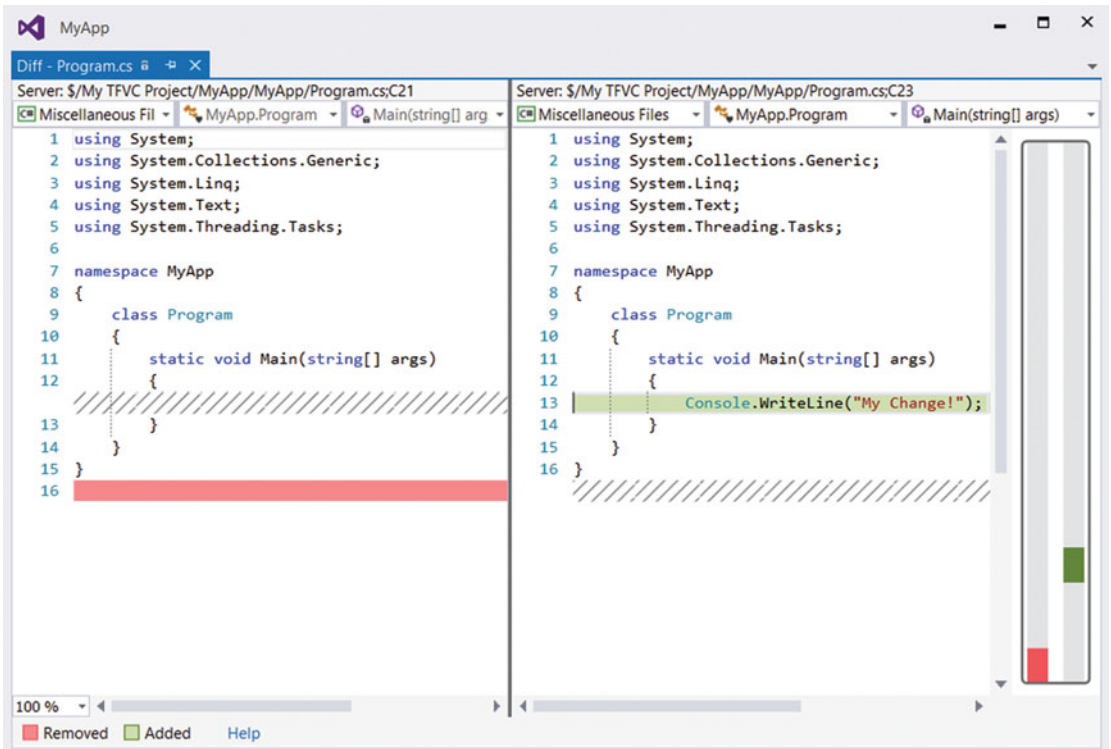 MyApp
Diff - Program.cs
Server: $/My TFVC Project/MyApp/MyApp/Program.cs;C21
C# Miscellaneous Fil MyApp.Program Main(string[] arg
1 using System;
2 using System.Collections.Generic;
3 using System.Linq;
4 using System.Text;
5 using System.Threading.Tasks;
6
7 namespace MyApp
8 {
9 class Program
10 {
11 static void Main(string[] args)
12 {
13 }
14 }
15 }
16
Server: $/My TFVC Project/MyApp/MyApp/Program.cs;C23
C# Miscellaneous Files MyApp.Program Main(string[] args)
1 using System;
2 using System.Collections.Generic;
3 using System.Linq;
4 using System.Text;
5 using System.Threading.Tasks;
6
7 namespace MyApp
8 {
9 class Program
10 {
11 static void Main(string[] args)
12 {
13 Console.WriteLine("My Change!");
14 }
15 }
16 }
100 %
Removed Added Help